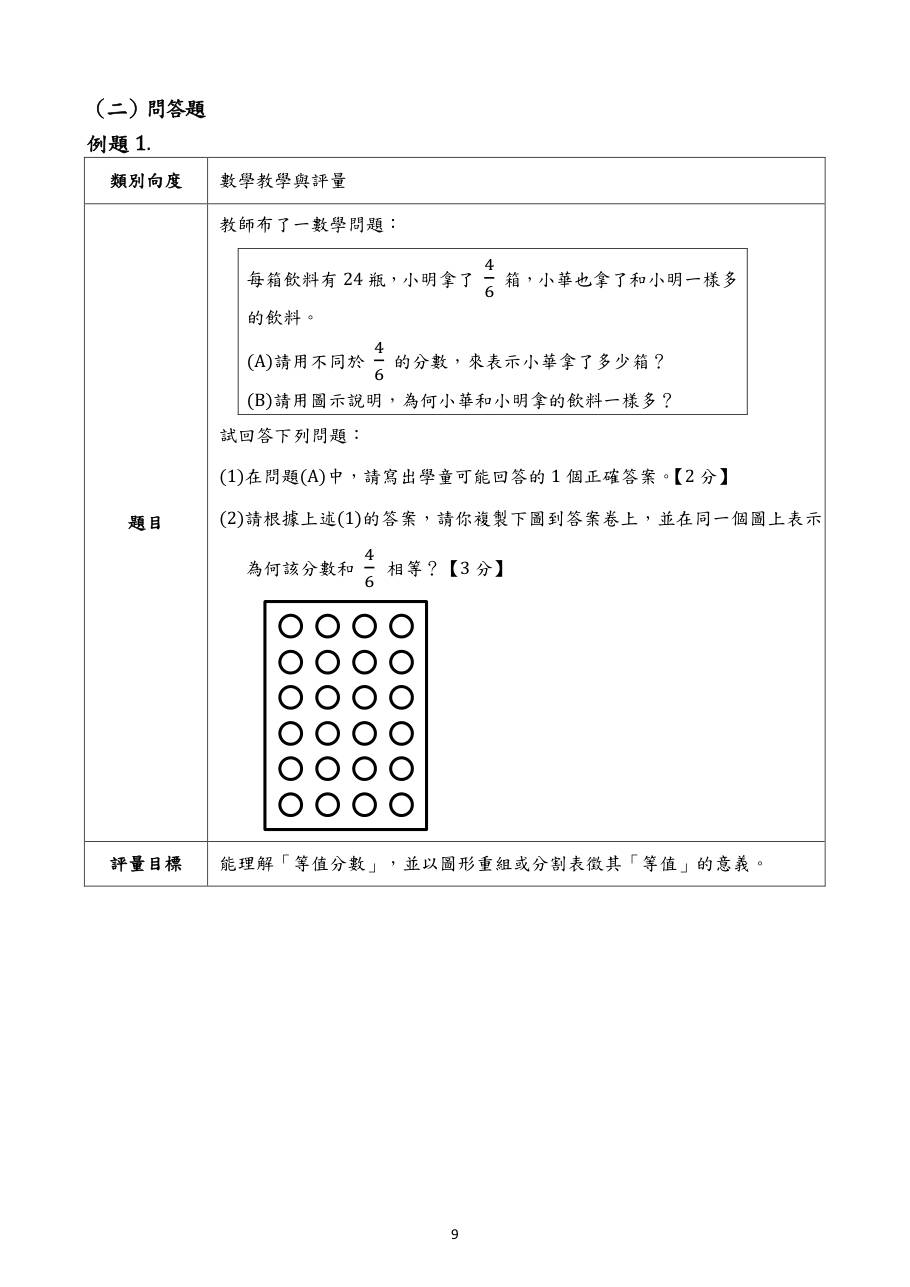 （二）問答題
例題 1.
類別向度 數學教學與評量
題目
教師布了一數學問題：
每箱飲料有 24 瓶，小明拿了 4/6 箱，小華也拿了和小明一樣多
的飲料。
(A)請用不同於 4/6 的分數，來表示小華拿了多少箱？
(B)請用圖示說明，為何小華和小明拿的飲料一樣多？
試回答下列問題：
(1)在問題(A)中，請寫出學童可能回答的 1 個正確答案。【2 分】
(2)請根據上述(1)的答案，請你複製下圖到答案卷上，並在同一個圖上表示
為何該分數和 4/6 相等？【3 分】
評量目標 能理解「等值分數」，並以圖形重組或分割表徵其「等值」的意義。
9